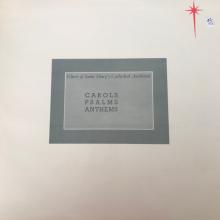 Choir of Saint Mary's Cathedral Auckland
CAROLS
PSALMS
ANTHEMS